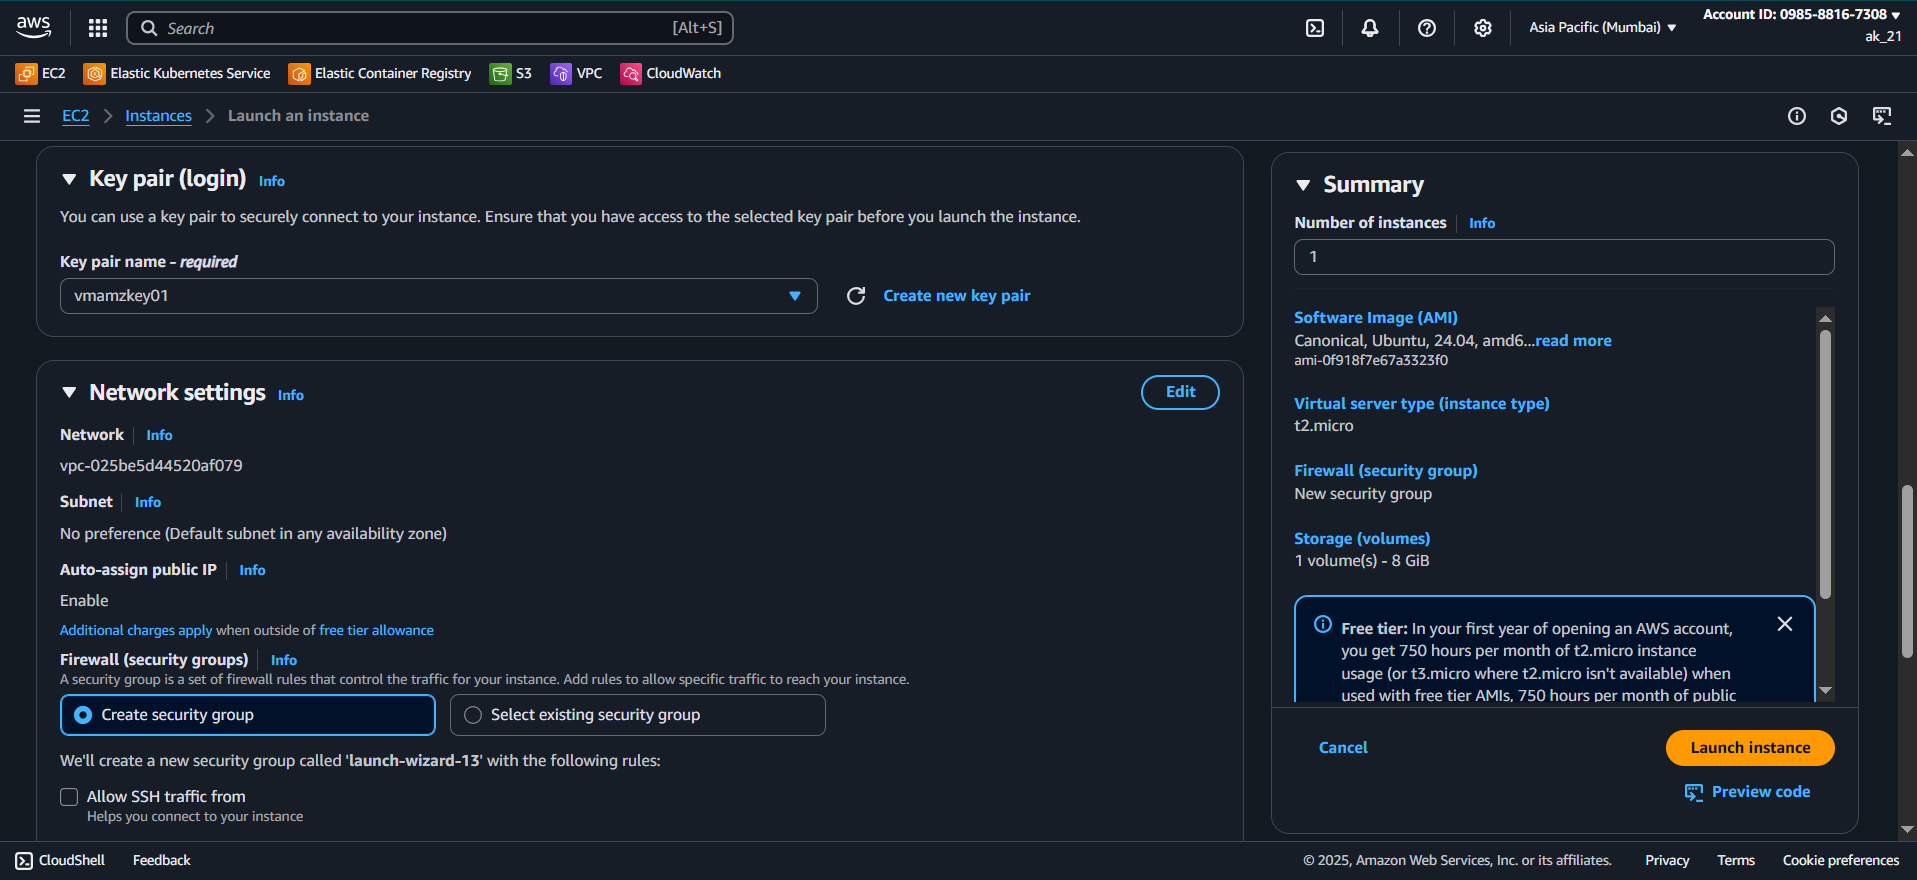 aws
Search [Alt+S]
Asia Pacific (Mumbai)
Account ID: 0985-8816-7308
ak_21
EC2
Elastic Kubernetes Service
Elastic Container Registry
S3
VPC
CloudWatch
EC2 Instances Launch an instance
Key pair (login) Info
You can use a key pair to securely connect to your instance. Ensure that you have access to the selected key pair before you launch the instance.
Key pair name - required
vmamzkey01
Create new key pair
Network settings Info
Edit
Network Info
vpc-025be5d44520af079
Subnet Info
No preference (Default subnet in any availability zone)
Auto-assign public IP Info
Enable
Additional charges apply when outside of free tier allowance
Firewall (security groups) Info
A security group is a set of firewall rules that control the traffic for your instance. Add rules to allow specific traffic to reach your instance.
Create security group
Select existing security group
We'll create a new security group called 'launch-wizard-13' with the following rules:
Allow SSH traffic from
Helps you connect to your instance
Summary
Number of instances Info
1
Software Image (AMI)
Canonical, Ubuntu, 24.04, amd6...read more
ami-0f918f7e67a3323f0
Virtual server type (instance type)
t2.micro
Firewall (security group)
New security group
Storage (volumes)
1 volume(s) - 8 GiB
Free tier: In your first year of opening an AWS account,
you get 750 hours per month of t2.micro instance
usage (or t3.micro where t2.micro isn't available) when
used with free tier AMIs, 750 hours per month of public
Cancel
Launch instance
Preview code
CloudShell
Feedback
© 2025, Amazon Web Services, Inc. or its affiliates.
Privacy
Terms
Cookie preferences